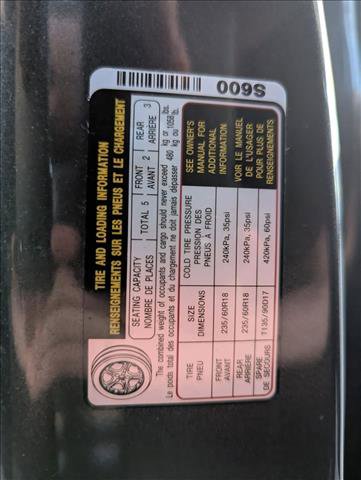 TIRE AND LOADING INFORMATION
RENSEIGNEMENTS SUR LES PNEUS ET LE CHARGEMENT
SEATING CAPACITY
NOMBRE DE PLACES
TOTAL 5
FRONT
AVANT 2
REAR
ARRIÈRE 3
The combined weight of occupants and cargo should never exceed
Le poids total des occupants et du chargement ne doit jamais dépasser
480 kg or 1058 lbs.
kg ou lb.
TIRE
PNEU
SIZE
DIMENSIONS
COLD TIRE PRESSURE
PRESSION DES
PNEUS À FROID
FRONT
AVANT
235/60R18
240kPa, 35psi
REAR
ARRIÈRE
235/60R18
240kPa, 35psi
SPARE
DE SECOURS
T135/90D17
420kPa, 60psi
SEE OWNER'S
MANUAL FOR
ADDITIONAL
INFORMATION
VOIR LE MANUEL
DE L'USAGER
POUR PLUS DE
RENSEIGNEMENTS
S600